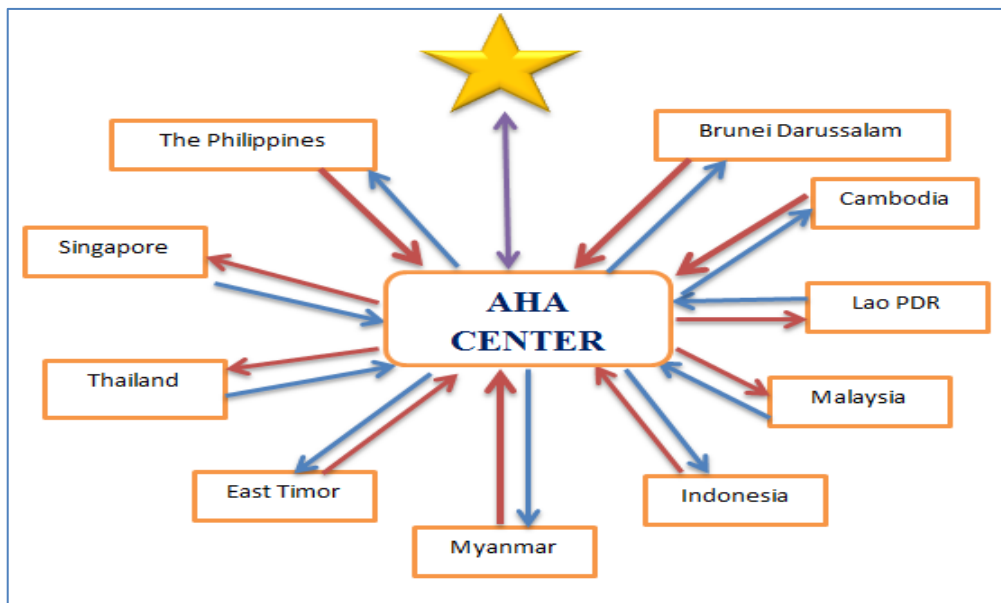 The Philippines
Brunei Darussalam
Cambodia
Singapore
AHA
CENTER
Lao PDR
Thailand
Malaysia
East Timor
Indonesia
Myanmar